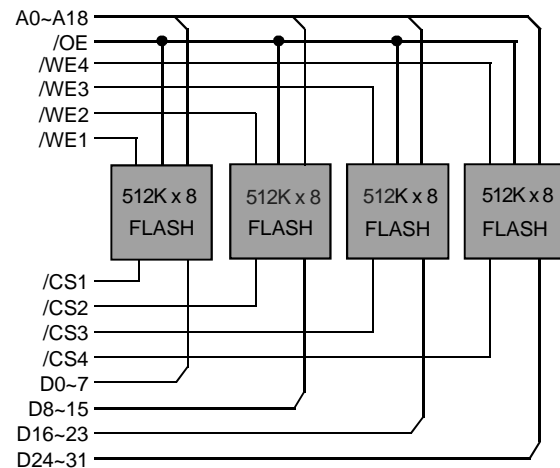 A0~A18
/OE
/WE4
/WE3
/WE2
/WE1
512K x 8
FLASH
512K x 8
FLASH
512K x 8
FLASH
512K x 8
FLASH
/CS1
/CS2
/CS3
/CS4
D0~7
D8~15
D16~23
D24~31